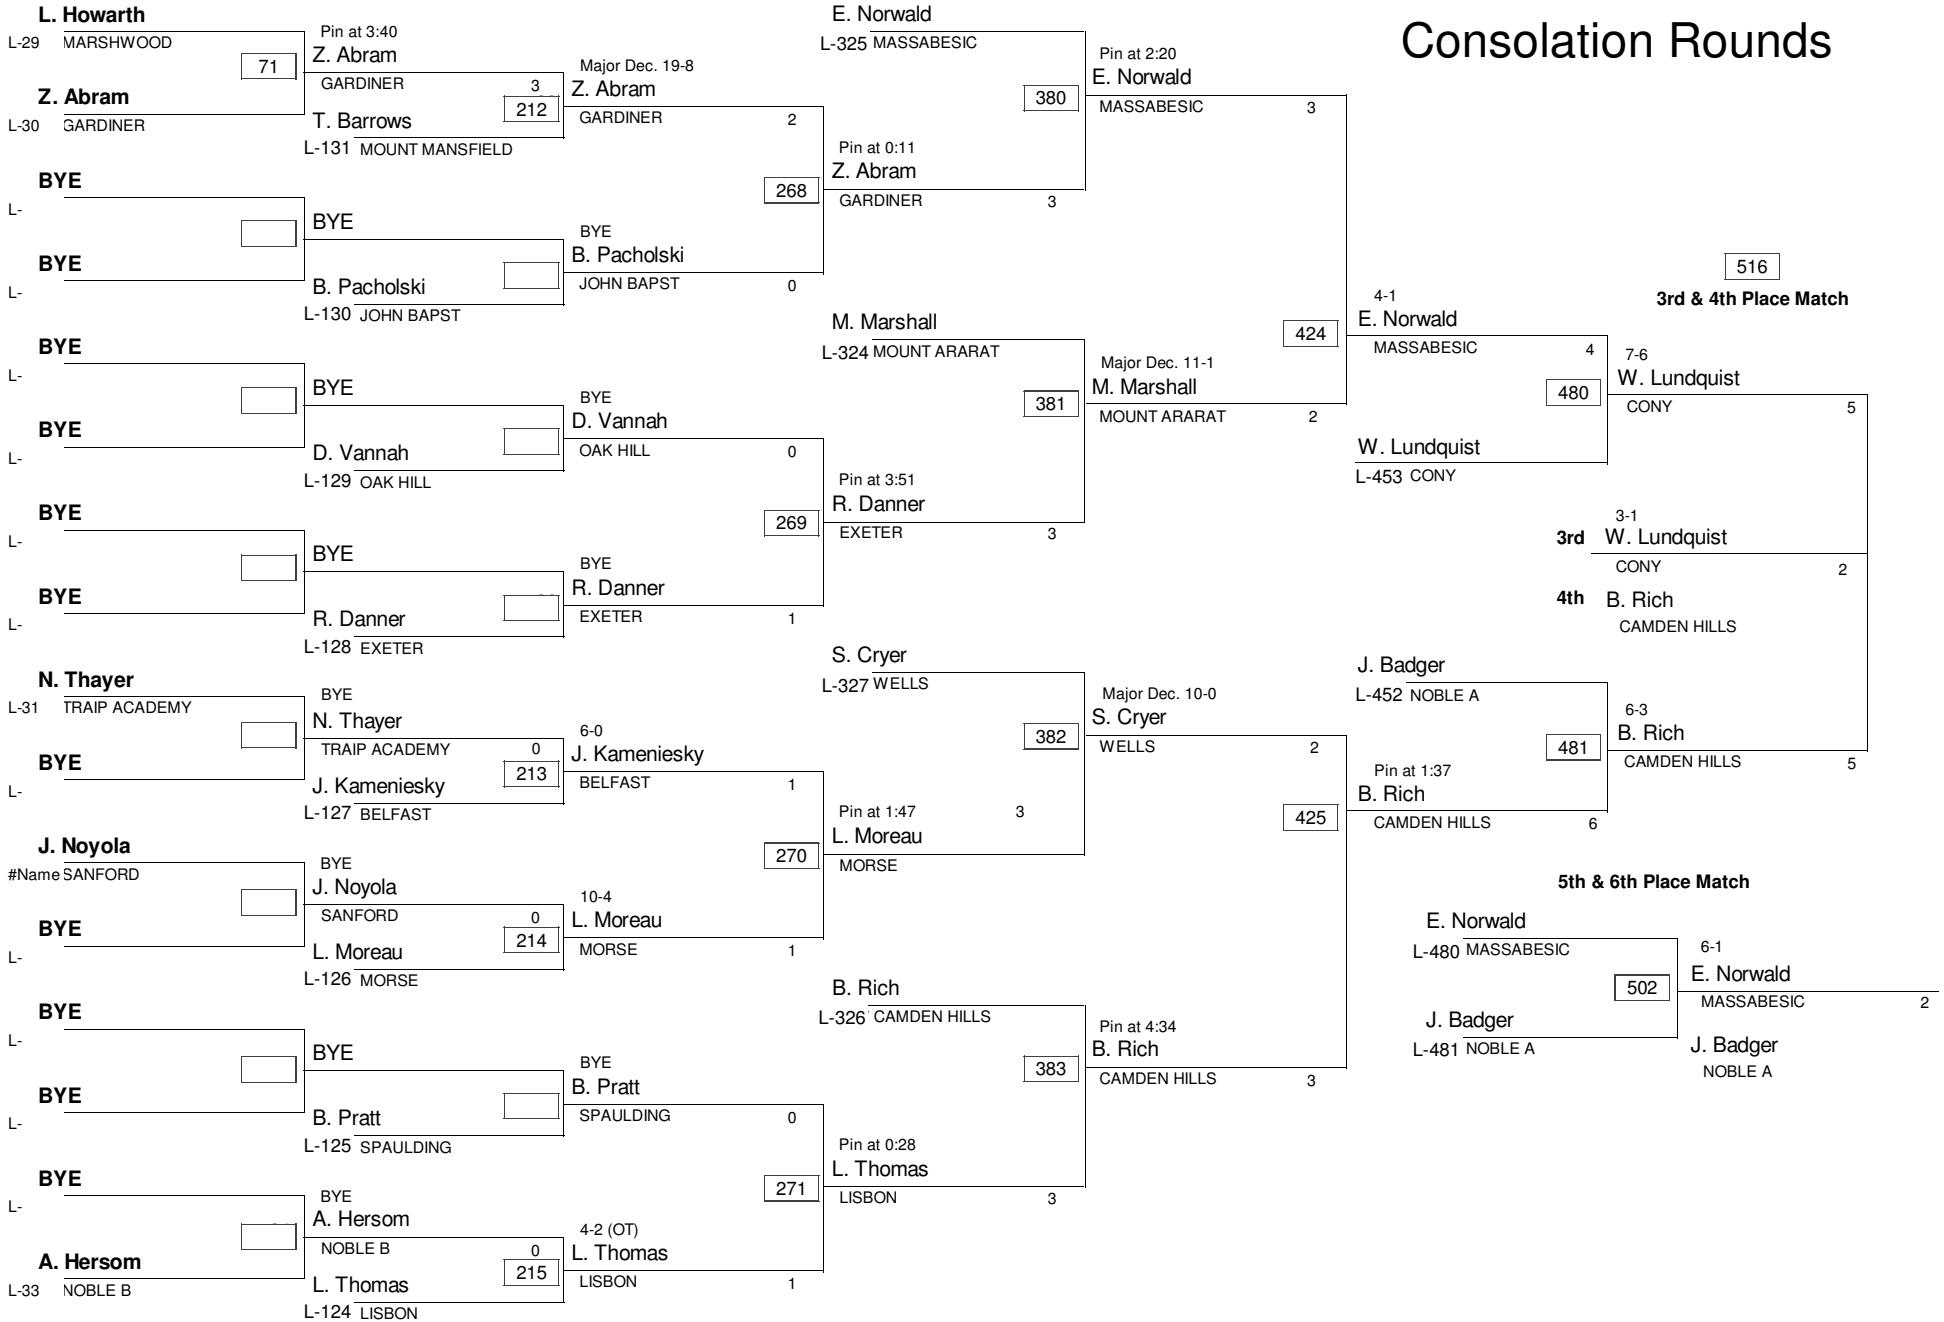 Consolation Rounds
L. Howarth
L-29 MARSHWOOD
71
Z. Abram
L-30 GARDINER
BYE
L-
BYE
L-
BYE
L-
BYE
L-
BYE
L-
BYE
L-
N. Thayer
L-31 TRAIP ACADEMY
BYE
L-
J. Noyola
#Name SANFORD
BYE
L-
BYE
L-
BYE
L-
BYE
L-
A. Hersom
L-33 NOBLE B
Pin at 3:40
Z. Abram
GARDINER 3
212
T. Barrows
L-131 MOUNT MANSFIELD
BYE
B. Pacholski
L-130 JOHN BAPST
BYE
D. Vannah
L-129 OAK HILL
BYE
R. Danner
L-128 EXETER
BYE
N. Thayer
TRAIP ACADEMY 0
213
J. Kameniesky
L-127 BELFAST
BYE
J. Noyola
SANFORD 0
214
L. Moreau
L-126 MORSE
BYE
B. Pratt
L-125 SPAULDING
BYE
A. Hersom
NOBLE B 0
215
L. Thomas
L-124 LISBON
Major Dec. 19-8
Z. Abram
GARDINER 2
268
BYE
B. Pacholski
JOHN BAPST 0
BYE
D. Vannah
OAK HILL 0
269
BYE
R. Danner
EXETER 1
6-0
J. Kameniesky
BELFAST 1
270
10-4
L. Moreau
MORSE 1
BYE
B. Pratt
SPAULDING 0
271
4-2 (OT)
L. Thomas
LISBON 1
E. Norwald
L-325 MASSABESIC
380
Pin at 0:11
Z. Abram
GARDINER 3
M. Marshall
L-324 MOUNT ARARAT
381
Pin at 3:51
R. Danner
EXETER 3
S. Cryer
L-327 WELLS
382
Pin at 1:47 3
L. Moreau
MORSE
B. Rich
L-326 CAMDEN HILLS
383
Pin at 0:28
L. Thomas
LISBON 3
Pin at 2:20
E. Norwald
MASSABESIC 3
424
Major Dec. 11-1
M. Marshall
MOUNT ARARAT 2
Major Dec. 10-0
S. Cryer
WELLS 2
425
Pin at 4:34
B. Rich
CAMDEN HILLS 3
4-1
E. Norwald
MASSABESIC 4
480
W. Lundquist
L-453 CONY
J. Badger
L-452 NOBLE A
481
Pin at 1:37
B. Rich
CAMDEN HILLS 6
516
3rd & 4th Place Match
7-6
W. Lundquist
CONY 5
3-1
3rd W. Lundquist
CONY 2
4th B. Rich
CAMDEN HILLS
6-3
B. Rich
CAMDEN HILLS 5
5th & 6th Place Match
E. Norwald
L-480 MASSABESIC
502
J. Badger
L-481 NOBLE A
6-1
E. Norwald
MASSABESIC 2
J. Badger
NOBLE A